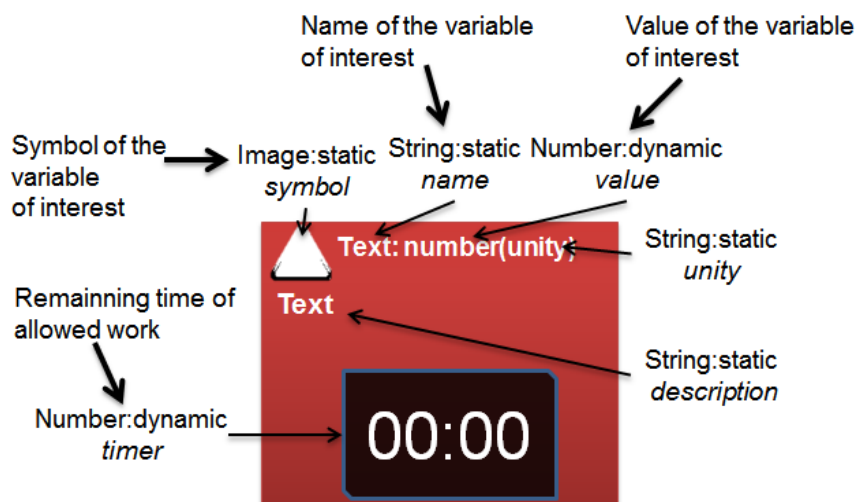 Name of the variable
of interest
Value of the variable
of interest
Symbol of the
variable
of interest
Image:static
symbol
String:static
name
Number:dynamic
value
Text: number(unity)
String:static
unity
Text
Remainning time of
allowed work
String:static
description
Number:dynamic
timer
00:00